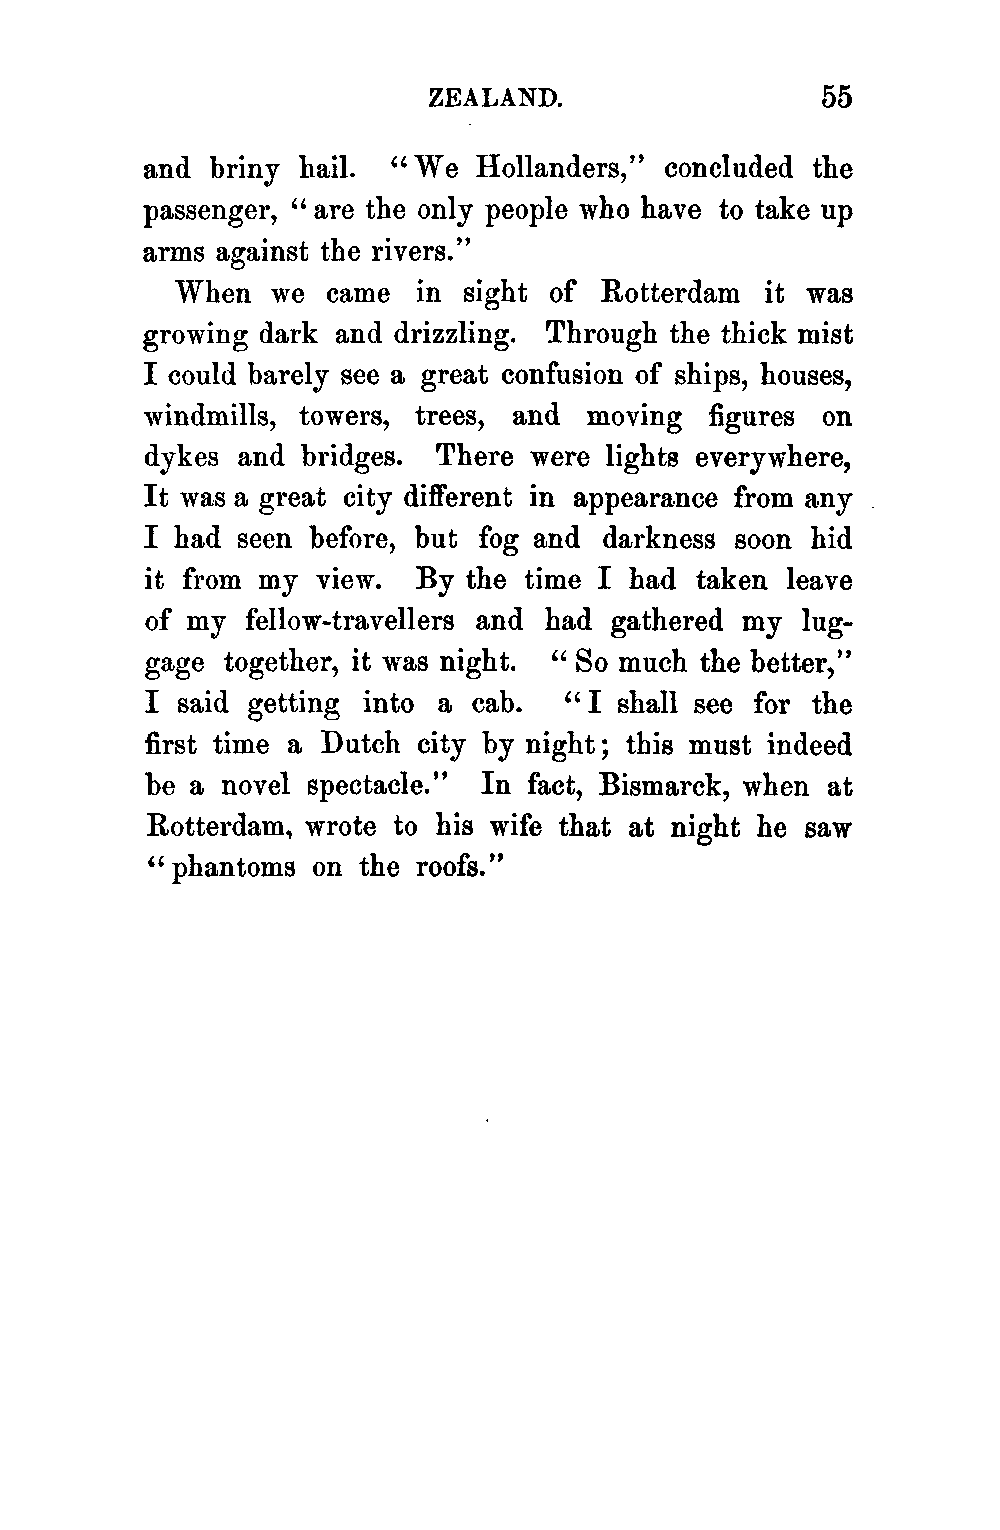 ZEALAND. 55
and briny hail. “We Hollanders,” concluded the
passenger, “are the only people who have to take up
arms against the rivers.”
When we came in sight of Rotterdam it was
growing dark and drizzling. Through the thick mist
I could barely see a great confusion of ships, houses,
windmills, towers, trees, and moving figures on
dykes and bridges. There were lights everywhere,
It was a great city different in appearance from any
I had seen before, but fog and darkness soon hid
it from my view. By the time I had taken leave
of my fellow-travellers and had gathered my lug-
gage together, it was night. “So much the better,”
I said getting into a cab. “I shall see for the
first time a Dutch city by night; this must indeed
be a novel spectacle.” In fact, Bismarck, when at
Rotterdam, wrote to his wife that at night he saw
“phantoms on the roofs.”